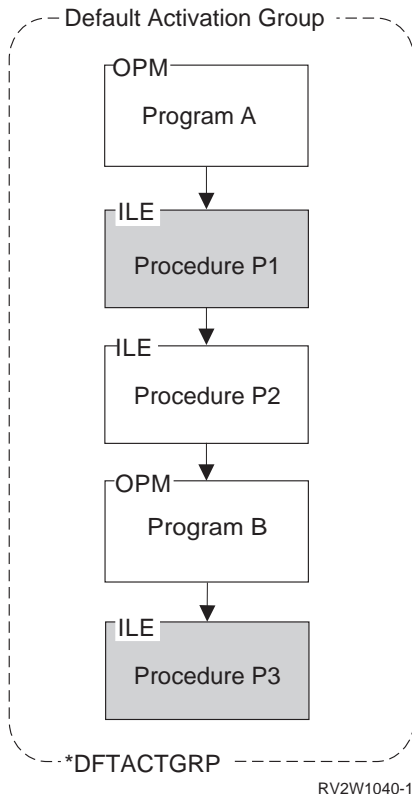 Default Activation Group
OPM
Program A
ILE
Procedure P1
ILE
Procedure P2
OPM
Program B
ILE
Procedure P3
*DFTACTGRP
RV2W1040-1